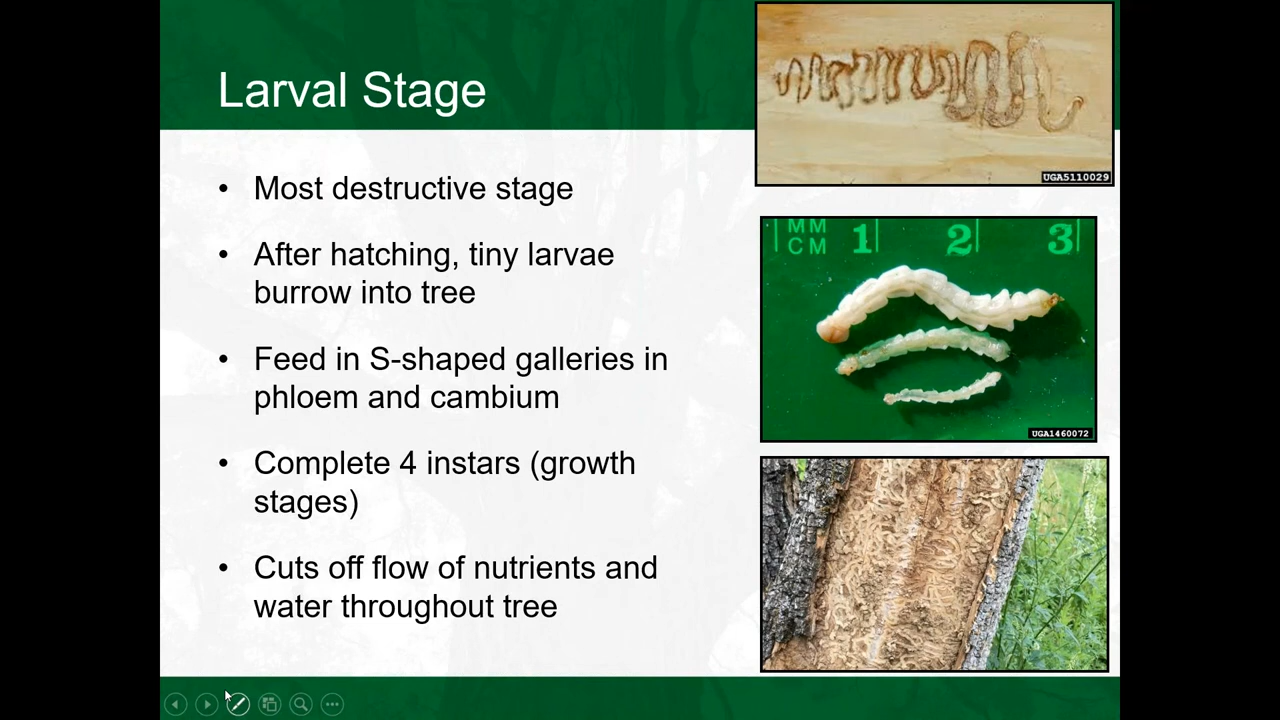 Larval Stage
• Most destructive stage
• After hatching, tiny larvae
burrow into tree
• Feed in S-shaped galleries in
phloem and cambium
• Complete 4 instars (growth
stages)
• Cuts off flow of nutrients and
water throughout tree
UGA5110029
MM
CM 1 2 3
UGA1460072